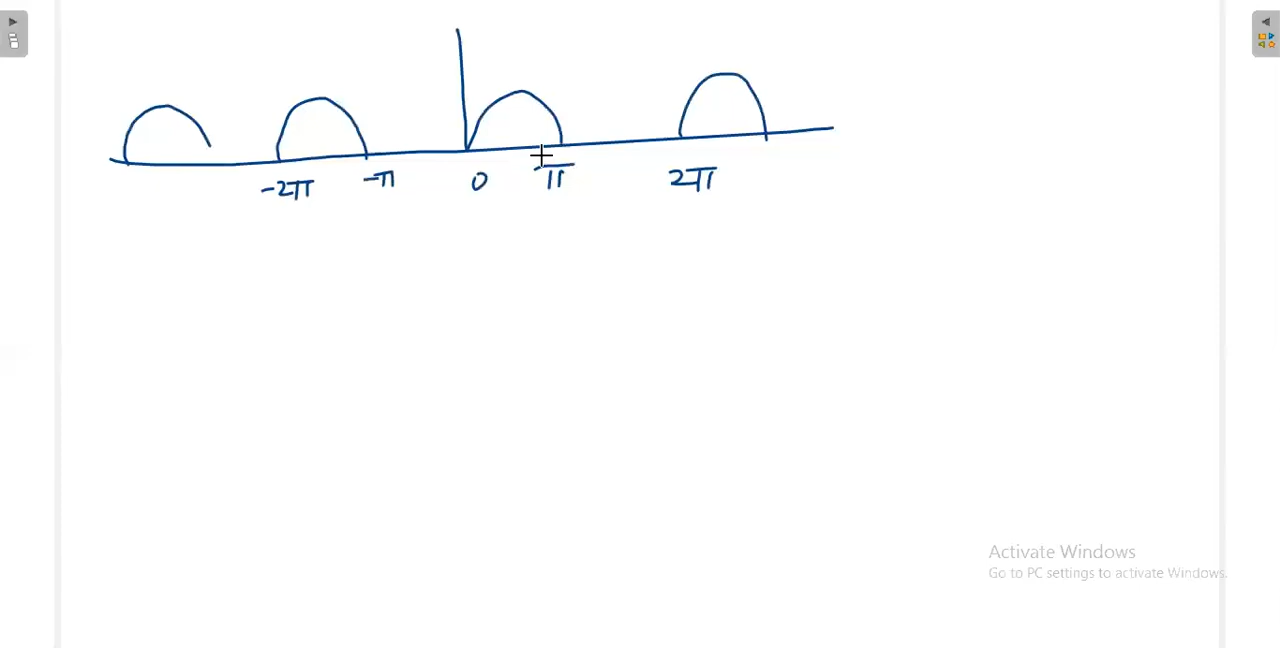 -2π -π 0 π 2π
Activate Windows
Go to PC settings to activate Windows.